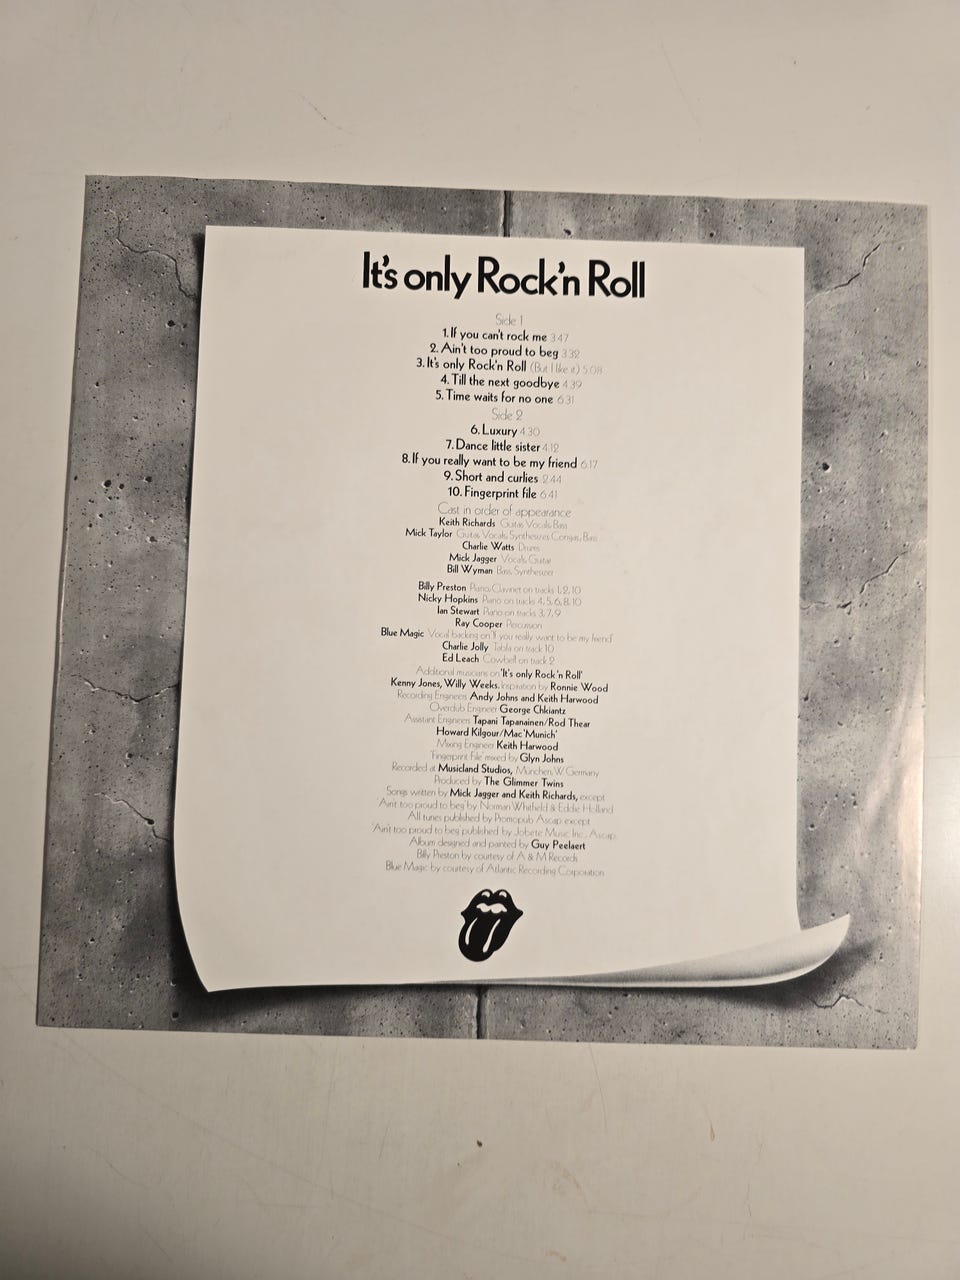 It's only Rock'n Roll
Side 1
1. If you can't rock me 3.47
2. Ain't too proud to beg 3.32
3. It's only Rock'n Roll (But I like it) 5.08
4. Till the next goodbye 4.39
5. Time waits for no one 6.31
Side 2
6. Luxury 4.30
7. Dance little sister 4.12
8. If you really want to be my friend 6.17
9. Short and curlies 2.44
10. Fingerprint file 6.41
Cast in order of appearance
Keith Richards Guitar, Vocals, Bass
Mick Taylor Guitar, Vocals, Synthesizer, Congas, Bass
Charlie Watts Drums
Mick Jagger Vocals, Guitar
Bill Wyman Bass, Synthesizer
Billy Preston Piano, Clavinet on tracks 1, 2, 10
Nicky Hopkins Piano on tracks 4, 5, 6, 8, 10
Ian Stewart Piano on tracks 3, 7, 9
Ray Cooper Percussion
Blue Magic Vocal backing on 'If you really want to be my friend'
Charlie Jolly Tabla on track 10
Ed Leach Cowbell on track 2
Additional musicians on 'It's only Rock'n Roll'
Kenny Jones, Willy Weeks. Inspiration by Ronnie Wood
Recording Engineers Andy Johns and Keith Harwood
Overdub Engineer George Chkiantz
Assistant Engineers Tapani Tapanainen/Rod Thear
Howard Kilgour/Mac 'Munich'
Mixing Engineer Keith Harwood
'Fingerprint File' mixed by Glyn Johns
Recorded at Musicland Studios, München, W. Germany
Produced by The Glimmer Twins
Songs written by Mick Jagger and Keith Richards, except
'Ain't too proud to beg' by Norman Whitfield & Eddie Holland
All tunes published by Promopub Ascap except
'Ain't too proud to beg' published by Jobete Music Inc., Ascap.
Album designed and painted by Guy Peelaert
Billy Preston by courtesy of A & M Records
Blue Magic by courtesy of Atlantic Recording Corporation